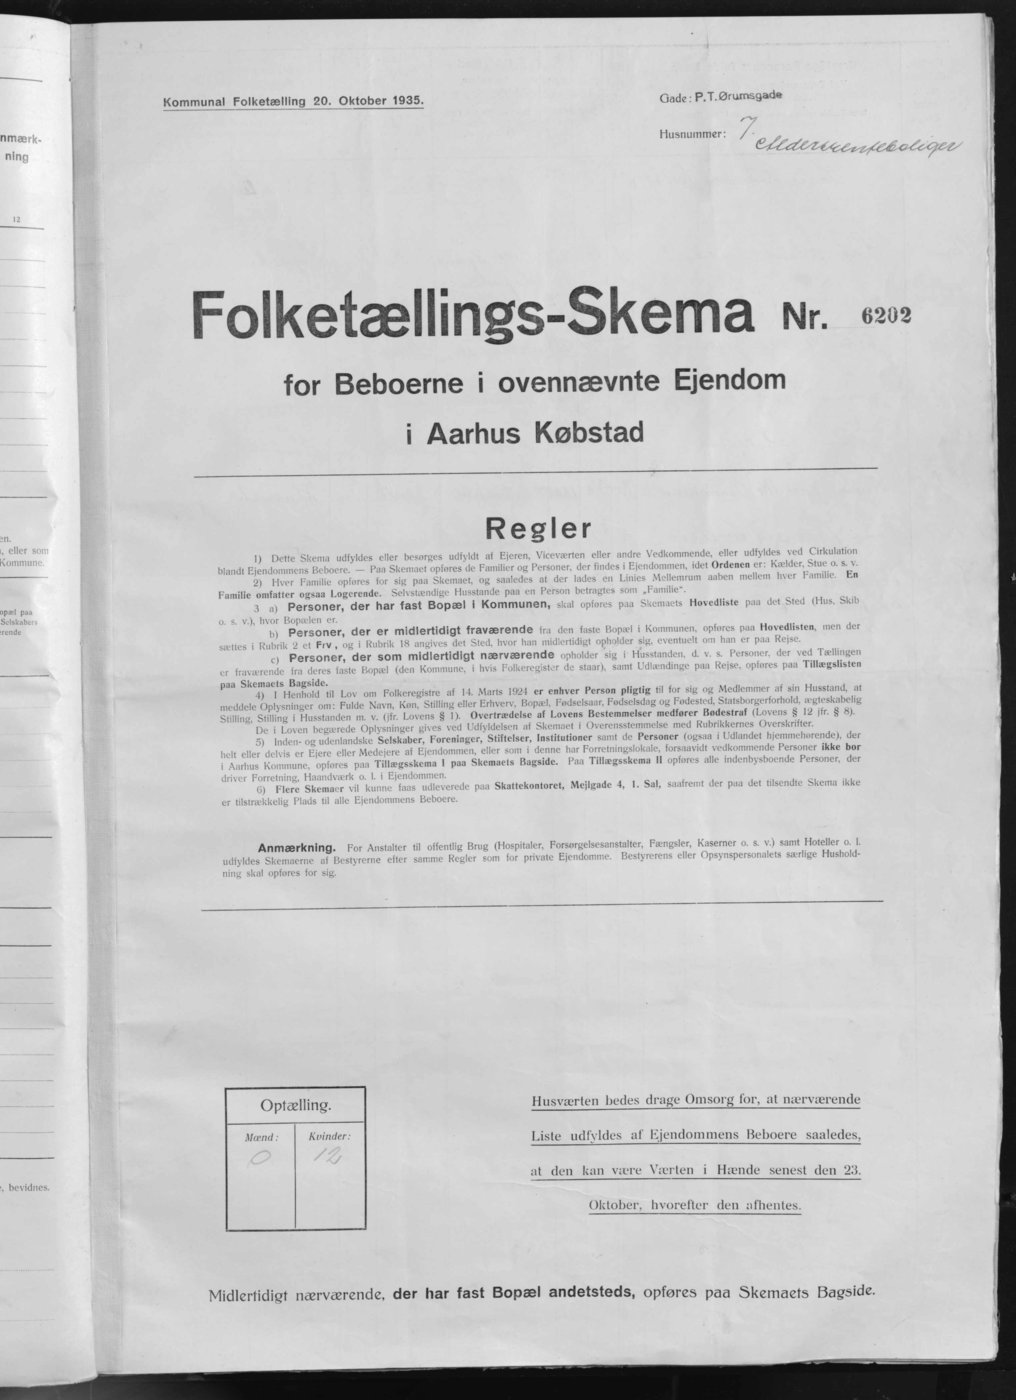 nmærk-
ning
12
en.
, eller som
Kommune.
opæl paa
Selskabers
erende
, bevidnes.
Kommunal Folketælling 20. Oktober 1935.
Gade: P.T.Ørumsgade
Husnummer: 7.
Aldersrenteboliger
Folketællings-Skema Nr. 6202
for Beboerne i ovennævnte Ejendom
i Aarhus Købstad
Regler
1) Dette Skema udfyldes eller besørges udfyldt af Ejeren, Viceværten eller andre Vedkommende, eller udfyldes ved Cirkulation
blandt Ejendommens Beboere. — Paa Skemaet opføres de Familier og Personer, der findes i Ejendommen, idet Ordenen er: Kælder, Stue o. s. v.
2) Hver Familie opføres for sig paa Skemaet, og saaledes at der lades en Linies Mellemrum aaben mellem hver Familie. En
Familie omfatter ogsaa Logerende. Selvstændige Husstande paa en Person betragtes som „Familie“.
3 a) Personer, der har fast Bopæl i Kommunen, skal opføres paa Skemaets Hovedliste paa det Sted (Hus, Skib
o. s. v.), hvor Bopælen er.
b) Personer, der er midlertidigt fraværende fra den faste Bopæl i Kommunen, opføres paa Hovedlisten, men der
sættes i Rubrik 2 et Frv, og i Rubrik 18 angives det Sted, hvor han midlertidigt opholder sig, eventuelt om han er paa Rejse.
c) Personer, der som midlertidigt nærværende opholder sig i Husstanden, d. v. s. Personer, der ved Tællingen
er fraværende fra deres faste Bopæl (den Kommune, i hvis Folkeregister de staar), samt Udlændinge paa Rejse, opføres paa Tillægslisten
paa Skemaets Bagside.
4) I Henhold til Lov om Folkeregistre af 14. Marts 1924 er enhver Person pligtig til for sig og Medlemmer af sin Husstand, at
meddele Oplysninger om: Fulde Navn, Køn, Stilling eller Erhverv, Bopæl, Fødselsaar, Fødselsdag og Fødested, Statsborgerforhold, ægteskabelig
Stilling, Stilling i Husstanden m. v. (jfr. Lovens § 1). Overtrædelse af Lovens Bestemmelser medfører Bødestraf (Lovens § 12 jfr. § 8).
De i Loven begærede Oplysninger gives ved Udfyldelsen af Skemaet i Overensstemmelse med Rubrikkernes Overskrifter.
5) Inden- og udenlandske Selskaber, Foreninger, Stiftelser, Institutioner samt de Personer (ogsaa i Udlandet hjemmehørende), der
helt eller delvis er Ejere eller Medejere af Ejendommen, eller som i denne har Forretningslokale, forsaavidt vedkommende Personer ikke bor
i Aarhus Kommune, opføres paa Tillægsskema I paa Skemaets Bagside. Paa Tillægsskema II opføres alle indenbysboende Personer, der
driver Forretning, Haandværk o. l. i Ejendommen.
6) Flere Skemaer vil kunne faas udleverede paa Skattekontoret, Mejlgade 4, 1. Sal, saafremt der paa det tilsendte Skema ikke
er tilstrækkelig Plads til alle Ejendommens Beboere.
Anmærkning. For Anstalter til offentlig Brug (Hospitaler, Forsørgelsesanstalter, Fængsler, Kaserner o. s. v.) samt Hoteller o. l.
udfyldes Skemaerne af Bestyrerne efter samme Regler som for private Ejendomme. Bestyrerens eller Opsynspersonalets særlige Hushold-
ning skal opføres for sig.
Optælling.
Mænd: Kvinder:
0 12
Husværten bedes drage Omsorg for, at nærværende
Liste udfyldes af Ejendommens Beboere saaledes,
at den kan være Værten i Hænde senest den 23.
Oktober, hvorefter den afhentes.
Midlertidigt nærværende, der har fast Bopæl andetsteds, opføres paa Skemaets Bagside.